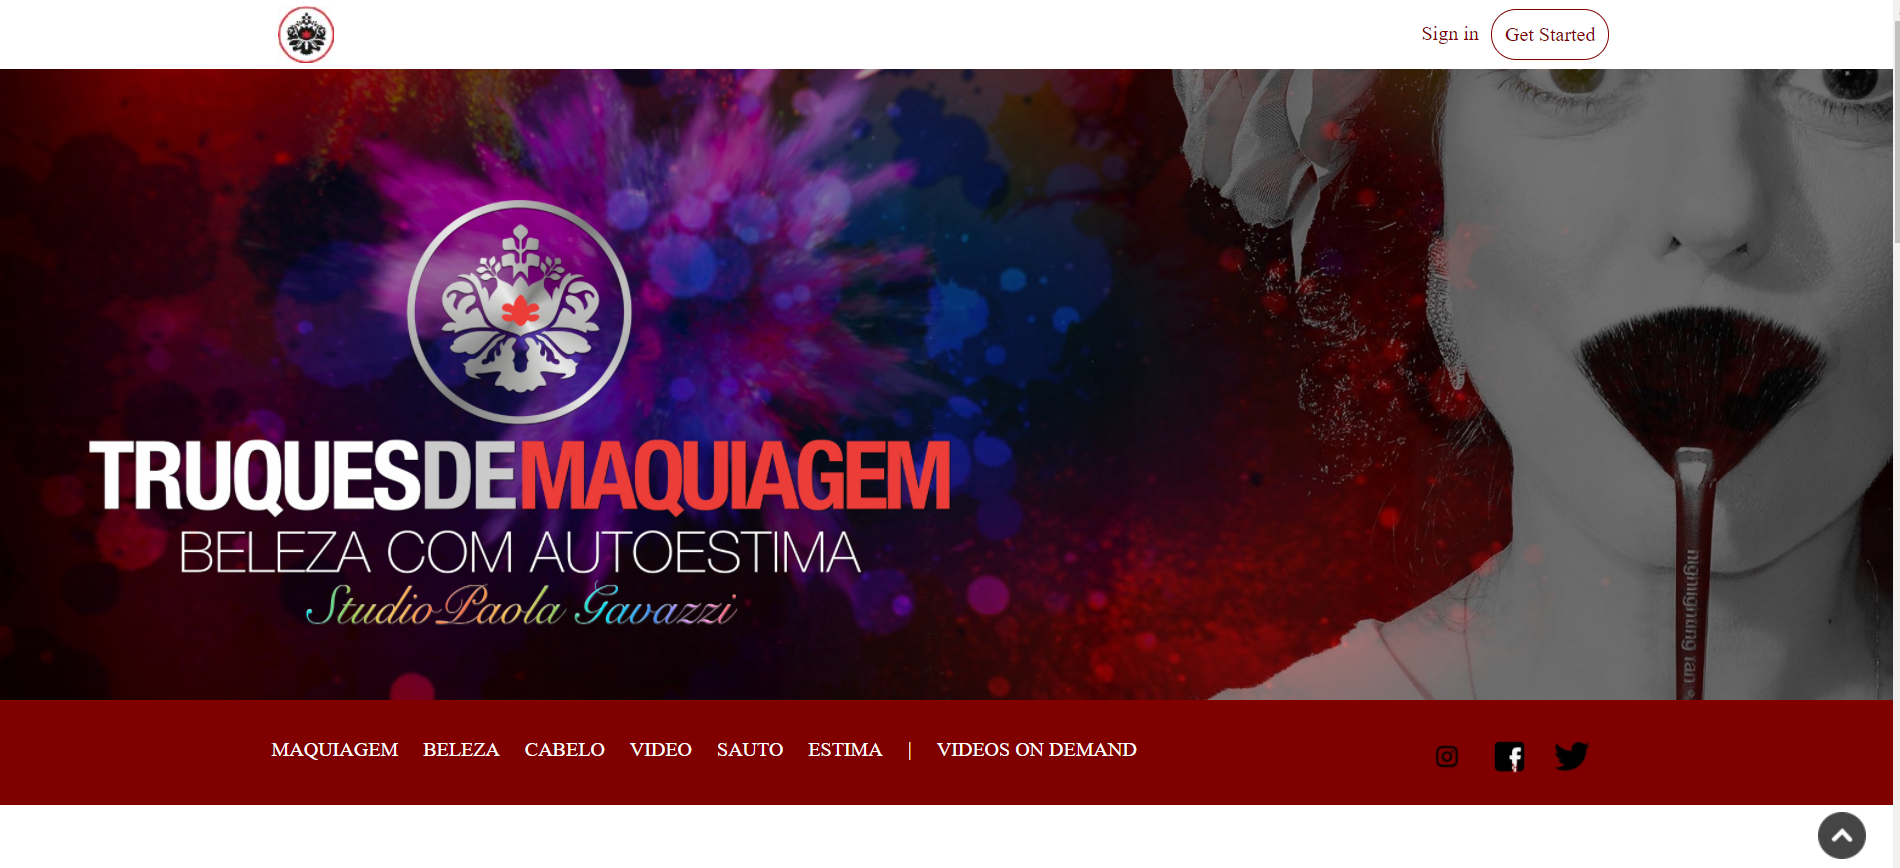 Sign in Get Started
TRUQUESDEMAQUIAGEM
BELEZA COM AUTOESTIMA
Studio Paola Gavazzi
highlighting fan
MAQUIAGEM BELEZA CABELO VIDEO SAUTO ESTIMA | VIDEOS ON DEMAND